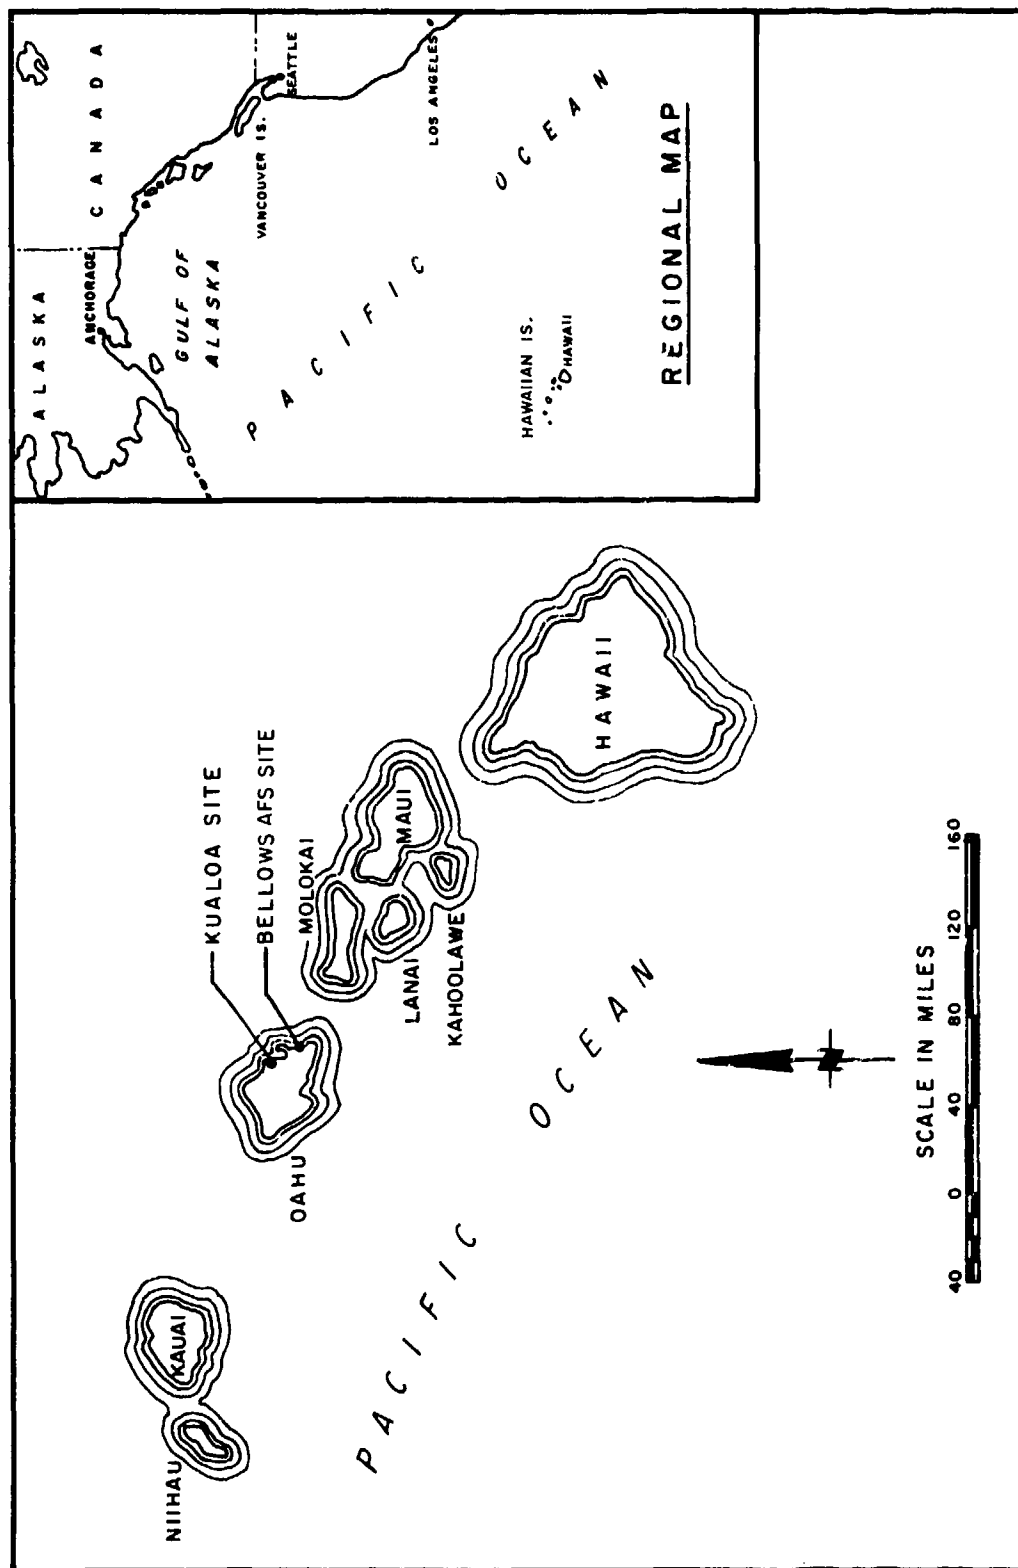 ALASKA
CANADA
ANCHORAGE
GULF OF
ALASKA
VANCOUVER IS.
SEATTLE
LOS ANGELES
PACIFIC OCEAN
HAWAIIAN IS.
HAWAII
REGIONAL MAP
NIIHAU
KAUAI
OAHU
KUALOA SITE
BELLOWS AFS SITE
MOLOKAI
LANAI
MAUI
KAHOOLAWE
HAWAII
PACIFIC OCEAN
SCALE IN MILES
40 0 40 80 120 160